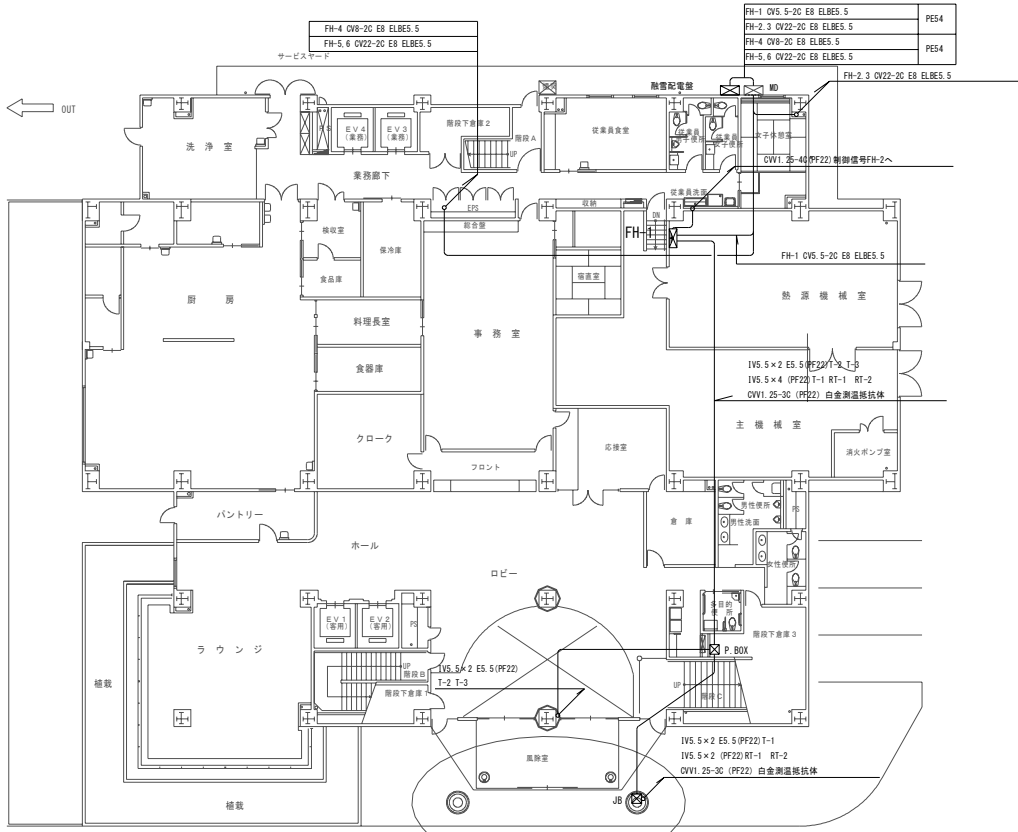 FH-1 CV5.5-2C E8 ELBE5.5
FH-2.3 CV22-2C E8 ELBE5.5
PE54
FH-4 CV8-2C E8 ELBE5.5
FH-5.6 CV22-2C E8 ELBE5.5
PE54
FH-4 CV8-2C E8 ELBE5.5
FH-5,6 CV22-2C E8 ELBE5.5
サービスヤード
FH-2.3 CV22-2C E8 ELBE5.5
融雪配電盤
MD
OUT
洗浄室
PS
EV4
(業務)
EV3
(業務)
階段下倉庫2
階段A
UP
従業員食堂
従業員
男子便所
従業員
女子便所
女子休憩室
業務廊下
CVV1.25-4C(PF22)制御信号FH-2へ
従業員洗面
EPS
収納
総合盤
DN
FH-1
検収室
保冷庫
食品庫
宿直室
FH-1 CV5.5-2C E8 ELBE5.5
厨房
熱源機械室
料理長室
事務室
食器庫
IV5.5×2 E5.5(PF22)T-2 T-3
IV5.5×4 (PF22)T-1 RT-1 RT-2
CVV1.25-3C (PF22) 白金測温抵抗体
主機械室
クローク
応接室
消火ポンプ室
フロント
パントリー
倉庫
男性便所
男性洗面
PS
ホール
女性便所
ロビー
多目的
便所
EV1
(客用)
EV2
(客用)
PS
階段下倉庫3
ラウンジ
P.BOX
UP
階段B
IV5.5×2 E5.5(PF22)
T-2 T-3
植栽
階段下倉庫1
UP
階段C
IV5.5×2 E5.5(PF22)T-1
IV5.5×2 (PF22)RT-1 RT-2
CVV1.25-3C (PF22) 白金測温抵抗体
風除室
JB
植栽